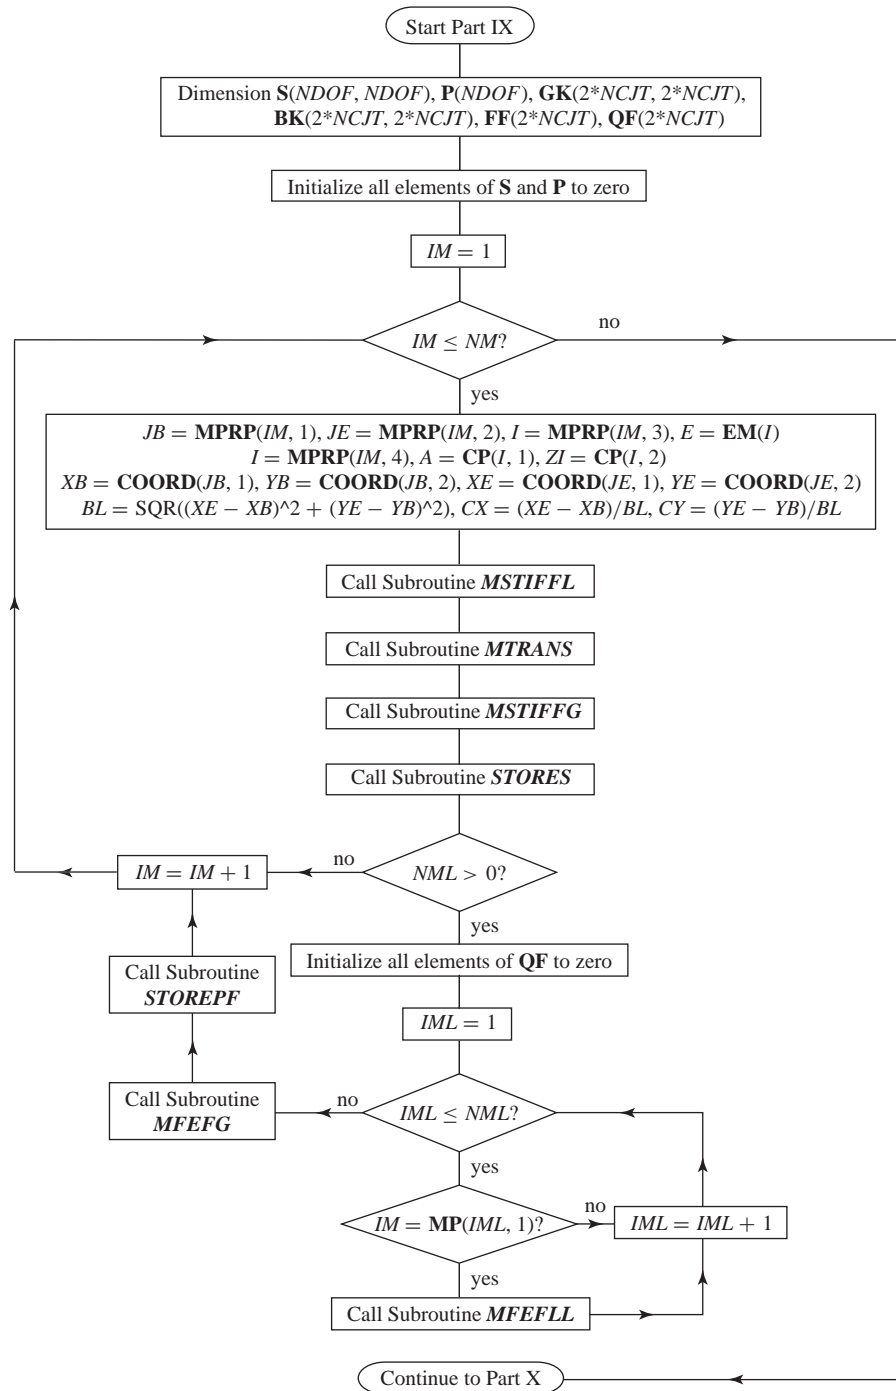 Start Part IX
Dimension S(NDOF, NDOF), P(NDOF), GK(2*NCJT, 2*NCJT),
BK(2*NCJT, 2*NCJT), FF(2*NCJT), QF(2*NCJT)
Initialize all elements of S and P to zero
IM = 1
IM ≤ NM?
no
yes
JB = MPRP(IM, 1), JE = MPRP(IM, 2), I = MPRP(IM, 3), E = EM(I)
I = MPRP(IM, 4), A = CP(I, 1), ZI = CP(I, 2)
XB = COORD(JB, 1), YB = COORD(JB, 2), XE = COORD(JE, 1), YE = COORD(JE, 2)
BL = SQR((XE − XB)^2 + (YE − YB)^2), CX = (XE − XB)/BL, CY = (YE − YB)/BL
Call Subroutine MSTIFFL
Call Subroutine MTRANS
Call Subroutine MSTIFFG
Call Subroutine STORES
IM = IM + 1
no
NML > 0?
yes
Call Subroutine
STOREPF
Initialize all elements of QF to zero
IML = 1
Call Subroutine
MFEFG
no
IML ≤ NML?
yes
IM = MP(IML, 1)?
no
IML = IML + 1
yes
Call Subroutine MFEFLL
Continue to Part X